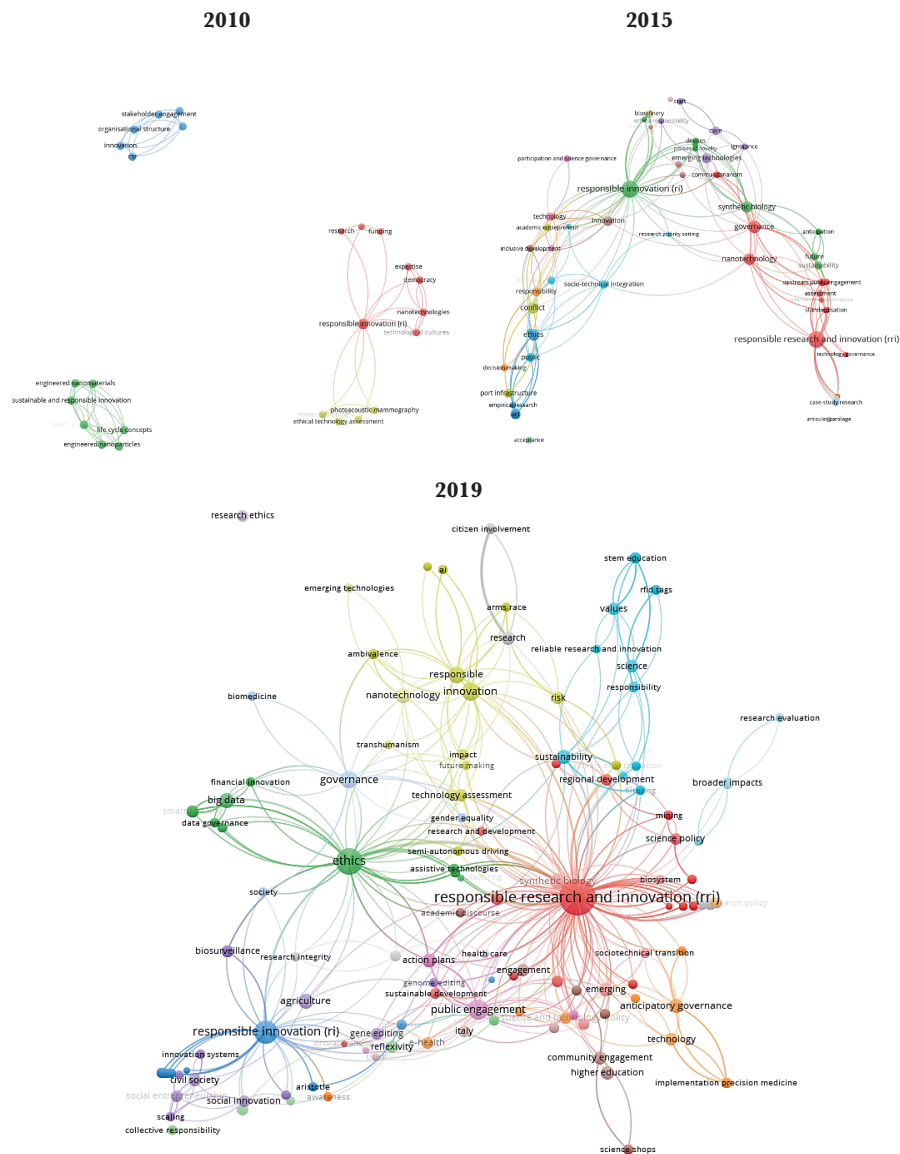 2010
2015
stakeholder engagement
organisational structure
innovation
csr
research
funding
expertise
democracy
nanotechnologies
responsible innovation (ri)
technological cultures
photoacoustic mammography
ethical technology assessment
engineered nanomaterials
sustainable and responsible innovation
life cycle concepts
engineered nanoparticles
craft
biorefinery
care
devices
ignorance
emerging technologies
participation and science governance
communitarianism
responsible innovation (ri)
synthetic biology
technology
innovation
academic entrepreneur
governance
research priority setting
anticipation
inclusive development
nanotechnology
future
sustainability
socio-technical integration
upstream public engagement
responsibility
assessment
conflict
standardisation
ethics
responsible research and innovation (rri)
public
technology governance
decision making
port infrastructure
empirical research
case-study research
articular cartilage
acceptance
2019
research ethics
citizen involvement
stem education
ai
emerging technologies
rfid tags
arms race
values
research
reliable research and innovation
ambivalence
science
responsible
innovation
responsibility
nanotechnology
biomedicine
risk
research evaluation
transhumanism
impact
sustainability
future making
governance
regional development
broader impacts
financial innovation
technology assessment
big data
mining
data governance
gender equality
research and development
science policy
semi-autonomous driving
ethics
assistive technologies
synthetic biology
biosystem
society
responsible research and innovation (rri)
academic discourse
biosurveillance
research integrity
health care
sociotechnical transition
action plans
engagement
genome editing
sustainable development
emerging
agriculture
public engagement
anticipatory governance
science and technology policy
responsible innovation (ri)
gene editing
italy
technology
reflexivity
e-health
innovation systems
community engagement
civil society
higher education
implementation precision medicine
aristotle
social entrepreneurship
social innovation
awareness
scaling
collective responsibility
science shops